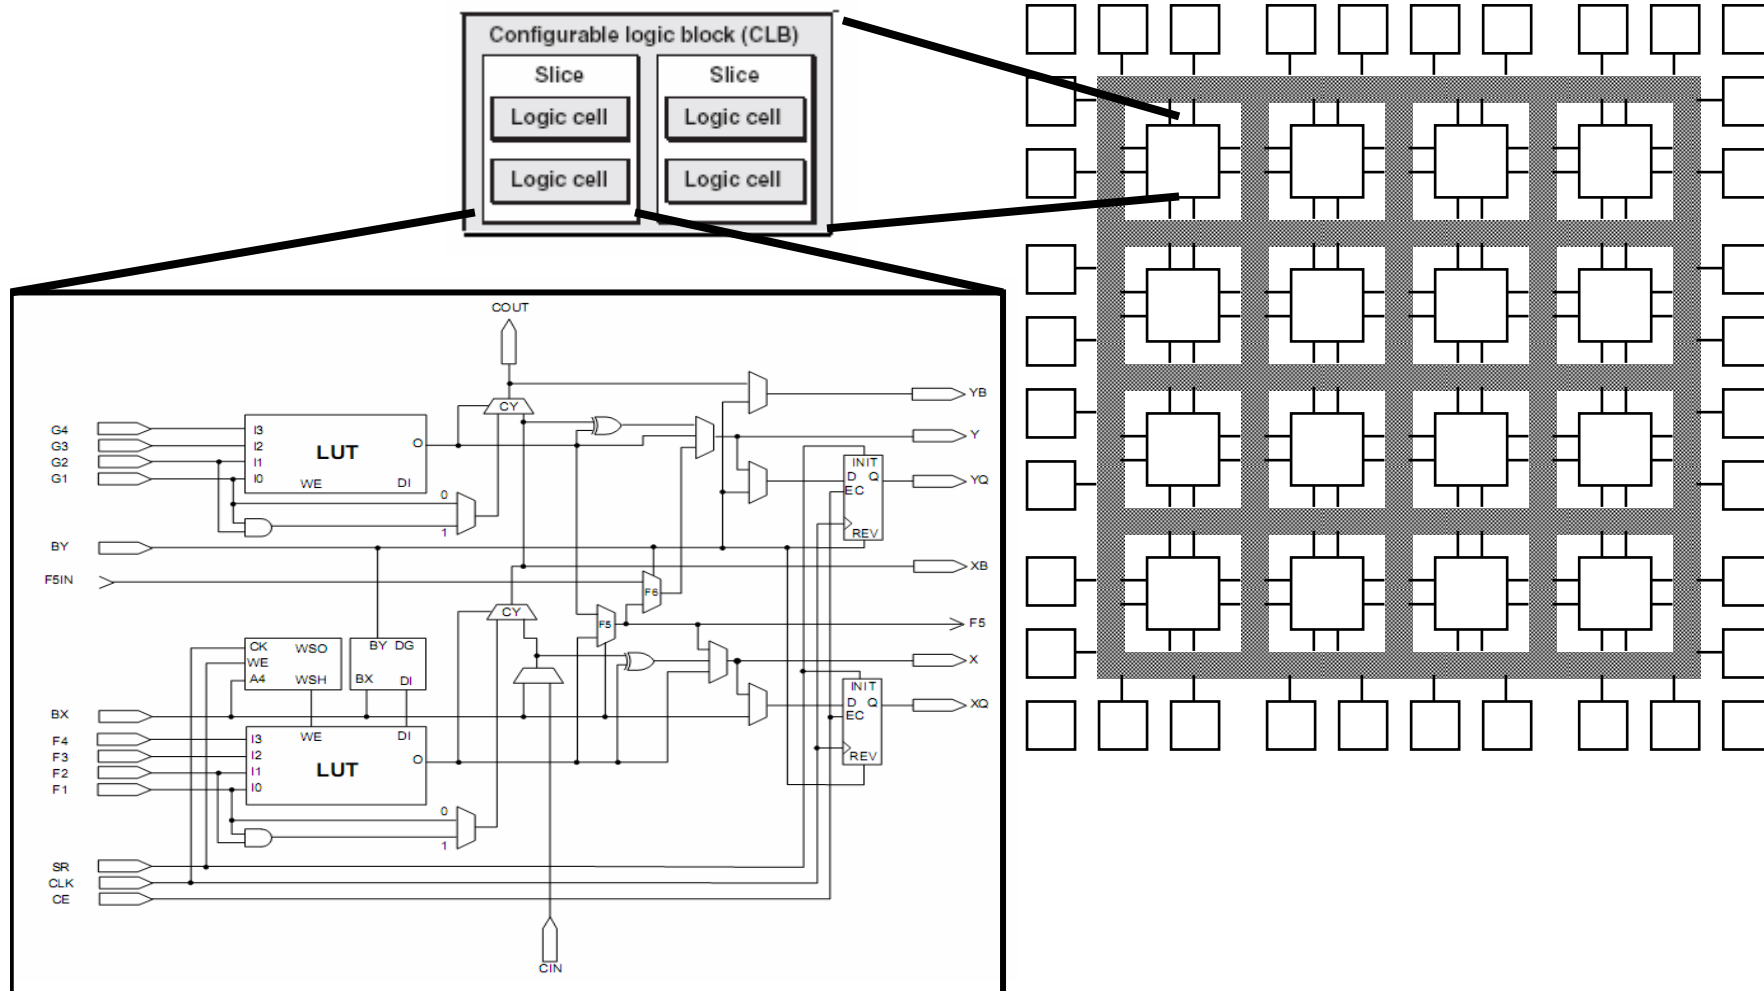 Configurable logic block (CLB)
Slice
Slice
Logic cell
Logic cell
Logic cell
Logic cell
COUT
YB
CY
G4
G3
G2
G1
I3
I2
I1
I0
LUT
O
WE
DI
Y
0
1
INIT
D
Q
EC
REV
YQ
BY
XB
F5IN
F6
CY
F5
F5
CK
WE
A4
WSO
WSH
BY
DG
BX
DI
X
INIT
D
Q
EC
REV
XQ
BX
F4
F3
F2
F1
WE
DI
I3
I2
I1
I0
LUT
O
0
1
SR
CLK
CE
CIN